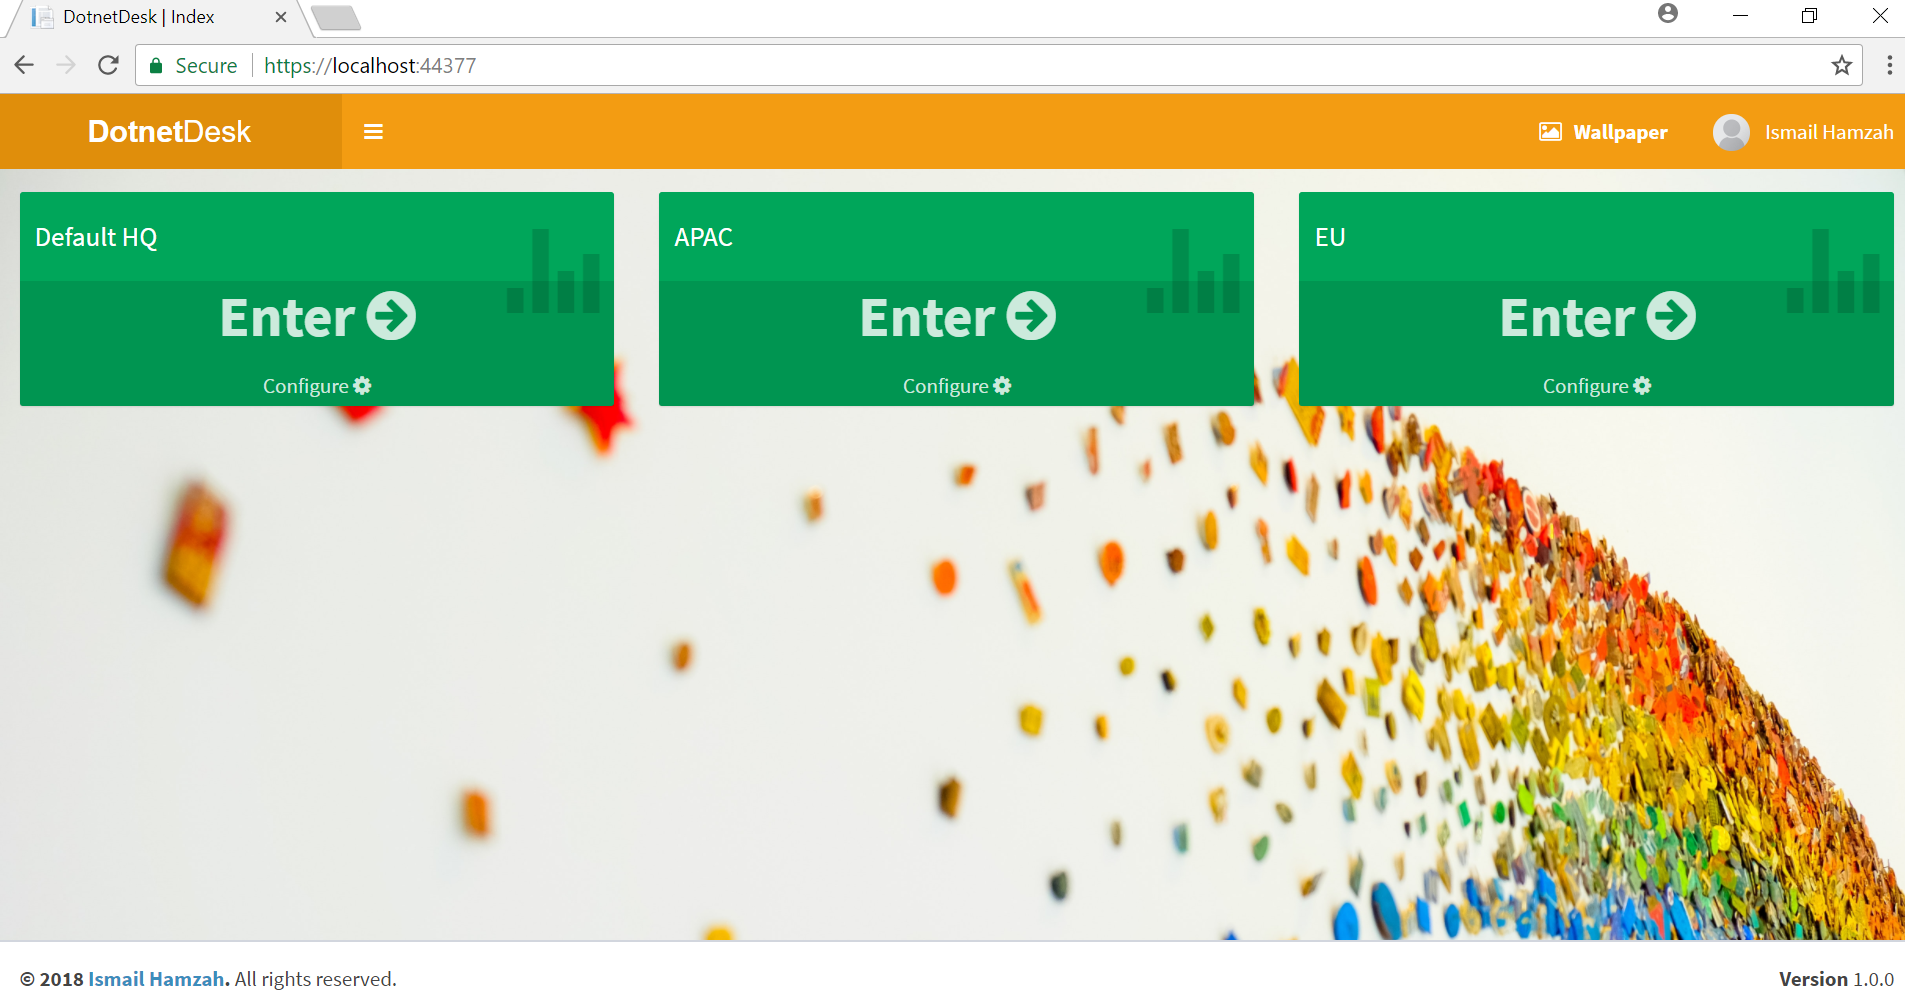 DotnetDesk | Index
Secure https://localhost:44377
DotnetDesk
Wallpaper
Ismail Hamzah
Default HQ
Enter
Configure
APAC
Enter
Configure
EU
Enter
Configure
© 2018 Ismail Hamzah. All rights reserved.
Version 1.0.0